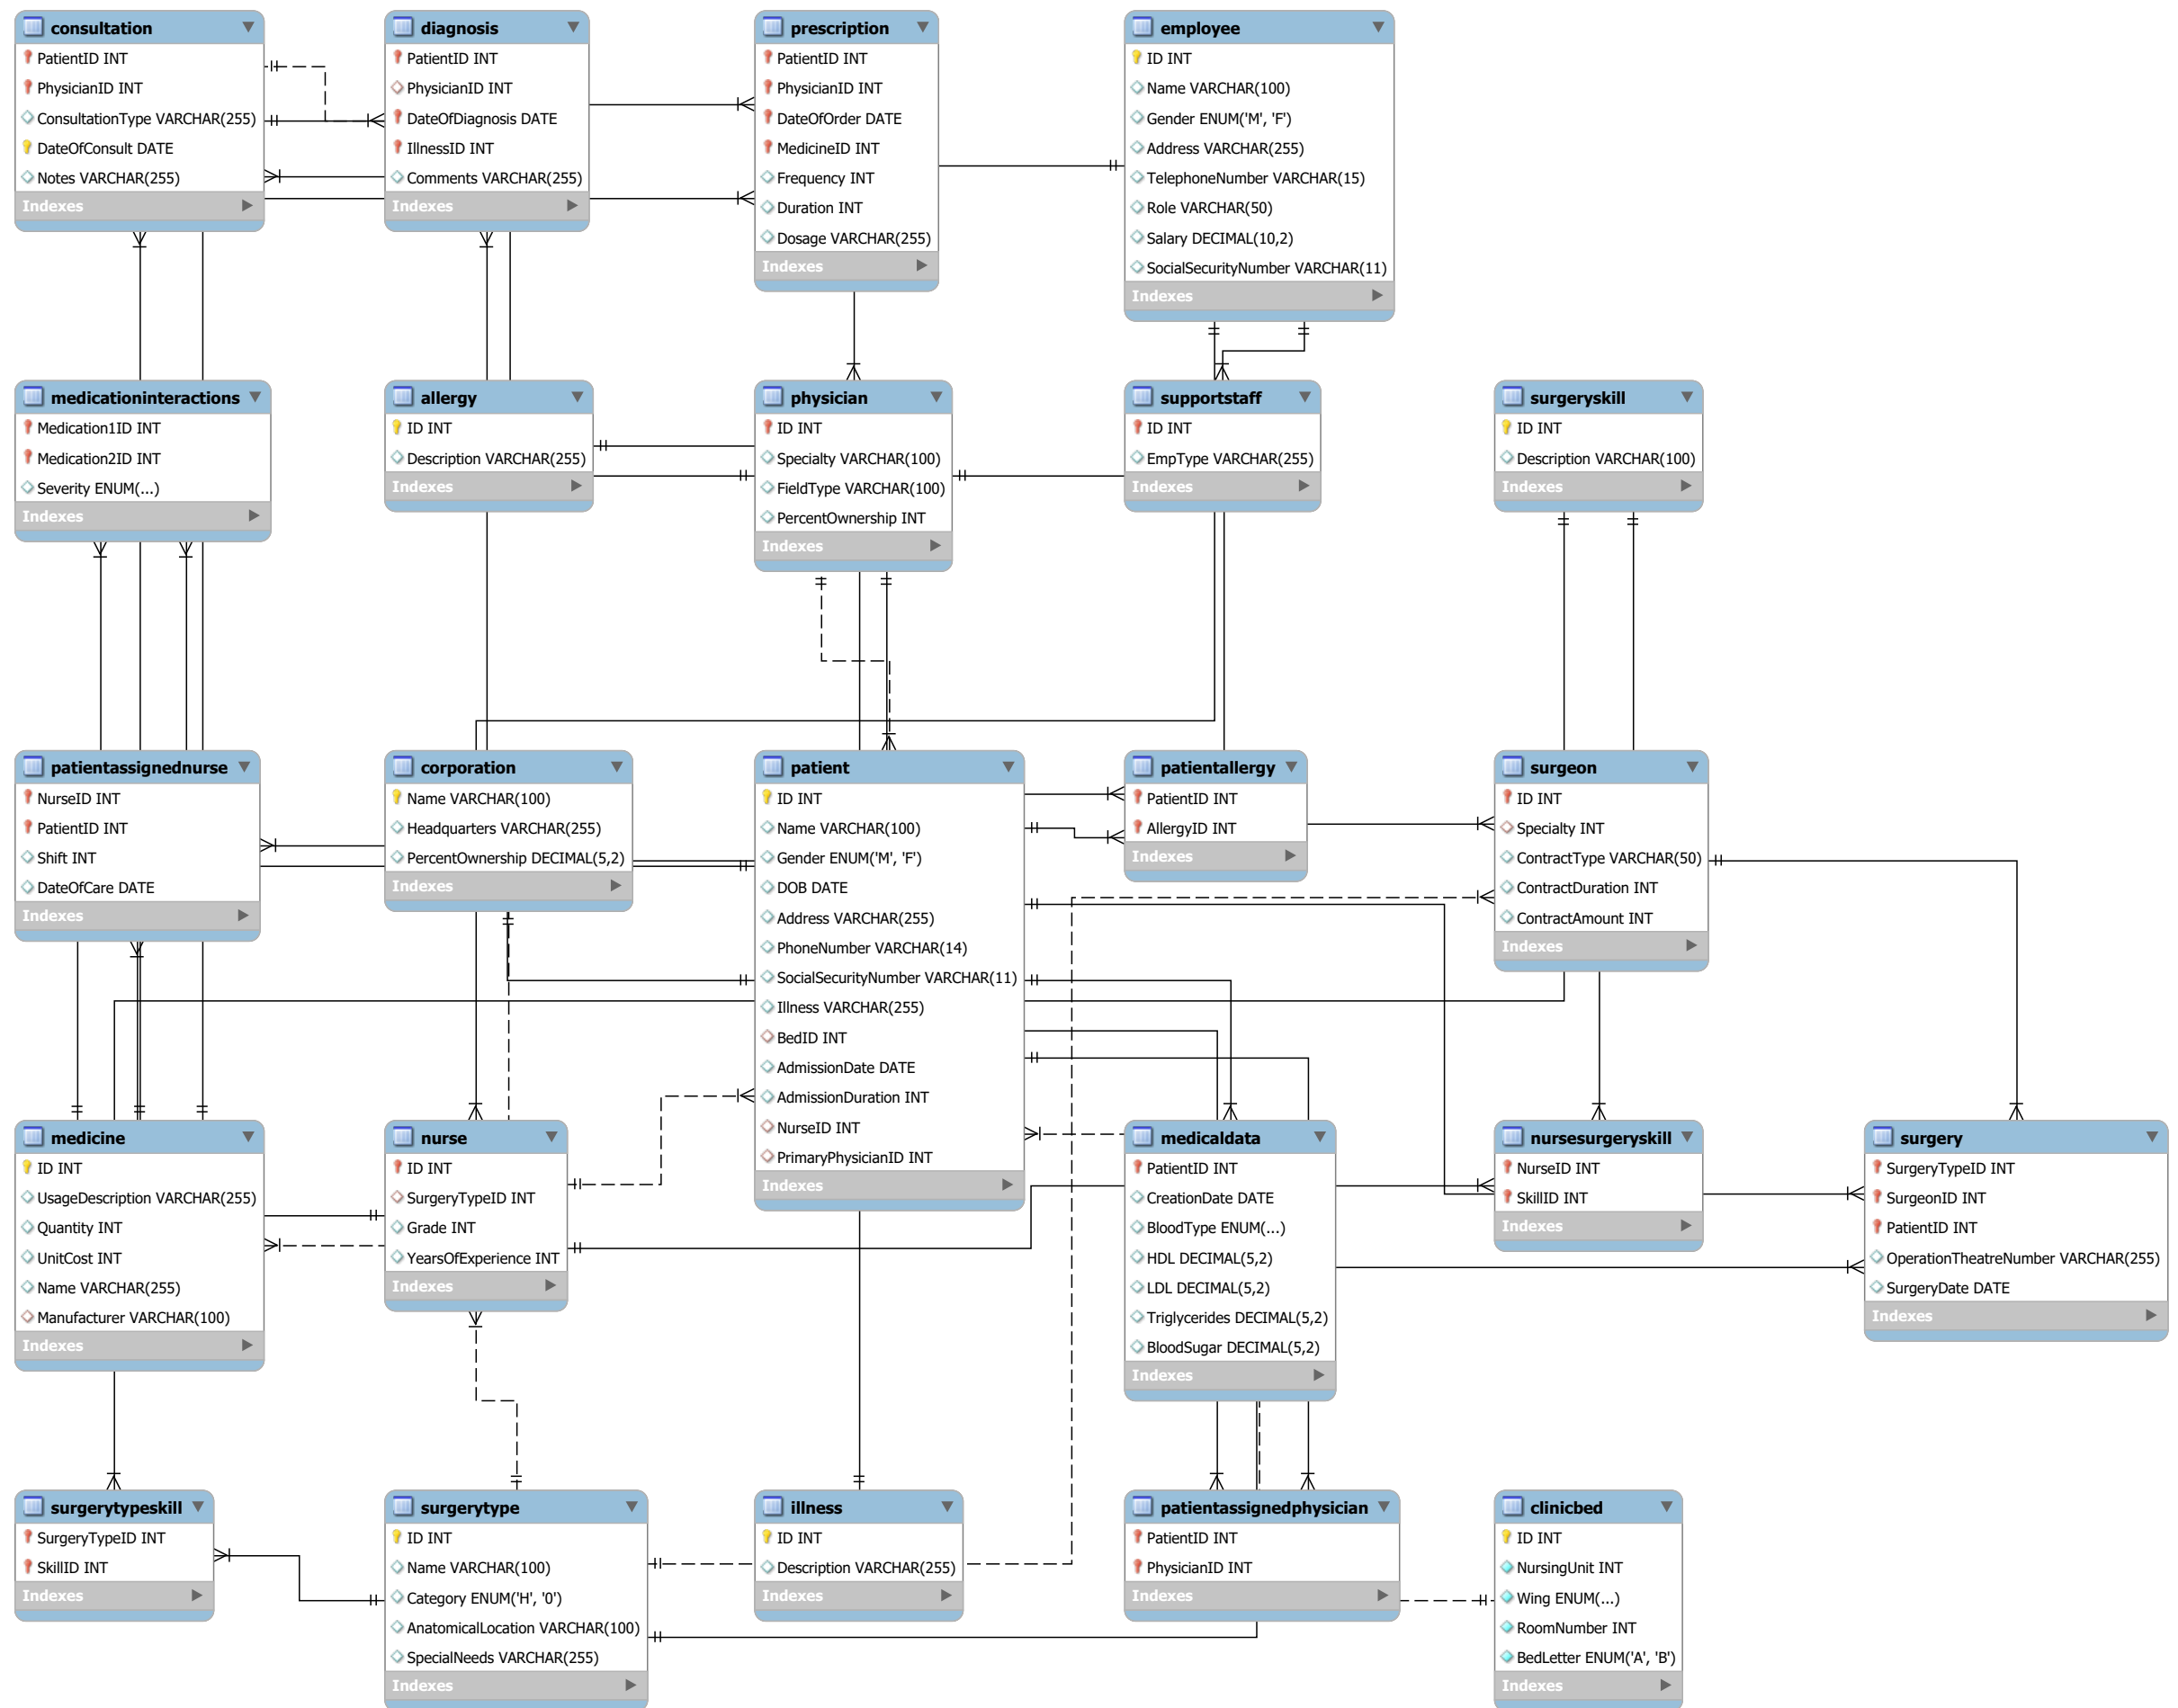 consultation
PatientID INT
PhysicianID INT
ConsultationType VARCHAR(255)
DateOfConsult DATE
Notes VARCHAR(255)
Indexes
diagnosis
PatientID INT
PhysicianID INT
DateOfDiagnosis DATE
IllnessID INT
Comments VARCHAR(255)
Indexes
prescription
PatientID INT
PhysicianID INT
DateOfOrder DATE
MedicineID INT
Frequency INT
Duration INT
Dosage VARCHAR(255)
Indexes
employee
ID INT
Name VARCHAR(100)
Gender ENUM('M', 'F')
Address VARCHAR(255)
TelephoneNumber VARCHAR(15)
Role VARCHAR(50)
Salary DECIMAL(10,2)
SocialSecurityNumber VARCHAR(11)
Indexes
medicationinteractions
Medication1ID INT
Medication2ID INT
Severity ENUM(...)
Indexes
allergy
ID INT
Description VARCHAR(255)
Indexes
physician
ID INT
Specialty VARCHAR(100)
FieldType VARCHAR(100)
PercentOwnership INT
Indexes
supportstaff
ID INT
EmpType VARCHAR(255)
Indexes
surgeryskill
ID INT
Description VARCHAR(100)
Indexes
patientassignednurse
NurseID INT
PatientID INT
Shift INT
DateOfCare DATE
Indexes
corporation
Name VARCHAR(100)
Headquarters VARCHAR(255)
PercentOwnership DECIMAL(5,2)
Indexes
patient
ID INT
Name VARCHAR(100)
Gender ENUM('M', 'F')
DOB DATE
Address VARCHAR(255)
PhoneNumber VARCHAR(14)
SocialSecurityNumber VARCHAR(11)
Illness VARCHAR(255)
BedID INT
AdmissionDate DATE
AdmissionDuration INT
NurseID INT
PrimaryPhysicianID INT
Indexes
patientallergy
PatientID INT
AllergyID INT
Indexes
surgeon
ID INT
Specialty INT
ContractType VARCHAR(50)
ContractDuration INT
ContractAmount INT
Indexes
medicine
ID INT
UsageDescription VARCHAR(255)
Quantity INT
UnitCost INT
Name VARCHAR(255)
Manufacturer VARCHAR(100)
Indexes
nurse
ID INT
SurgeryTypeID INT
Grade INT
YearsOfExperience INT
Indexes
medicaldata
PatientID INT
CreationDate DATE
BloodType ENUM(...)
HDL DECIMAL(5,2)
LDL DECIMAL(5,2)
Triglycerides DECIMAL(5,2)
BloodSugar DECIMAL(5,2)
Indexes
nursesurgeryskill
NurseID INT
SkillID INT
Indexes
surgery
SurgeryTypeID INT
SurgeonID INT
PatientID INT
OperationTheatreNumber VARCHAR(255)
SurgeryDate DATE
Indexes
surgerytypeskill
SurgeryTypeID INT
SkillID INT
Indexes
surgerytype
ID INT
Name VARCHAR(100)
Category ENUM('H', '0')
AnatomicalLocation VARCHAR(100)
SpecialNeeds VARCHAR(255)
Indexes
illness
ID INT
Description VARCHAR(255)
Indexes
patientassignedphysician
PatientID INT
PhysicianID INT
Indexes
clinicbed
ID INT
NursingUnit INT
Wing ENUM(...)
RoomNumber INT
BedLetter ENUM('A', 'B')
Indexes